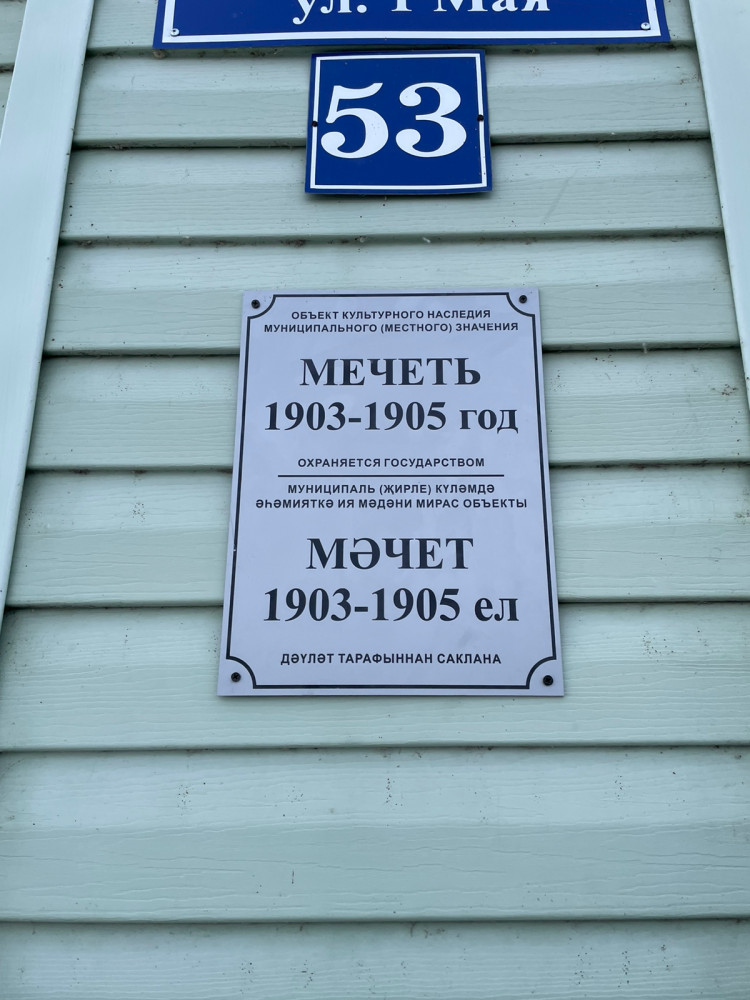 ул. 1 Мая
53
ОБЪЕКТ КУЛЬТУРНОГО НАСЛЕДИЯ
МУНИЦИПАЛЬНОГО (МЕСТНОГО) ЗНАЧЕНИЯ
МЕЧЕТЬ
1903-1905 год
ОХРАНЯЕТСЯ ГОСУДАРСТВОМ
МУНИЦИПАЛЬ (ҖИРЛЕ) КҮЛӘМДӘ
ӘҺӘМИЯТКӘ ИЯ МӘДӘНИ МИРАС ОБЪЕКТЫ
МӘЧЕТ
1903-1905 ел
ДӘҮЛӘТ ТАРАФЫННАН САКЛАНА